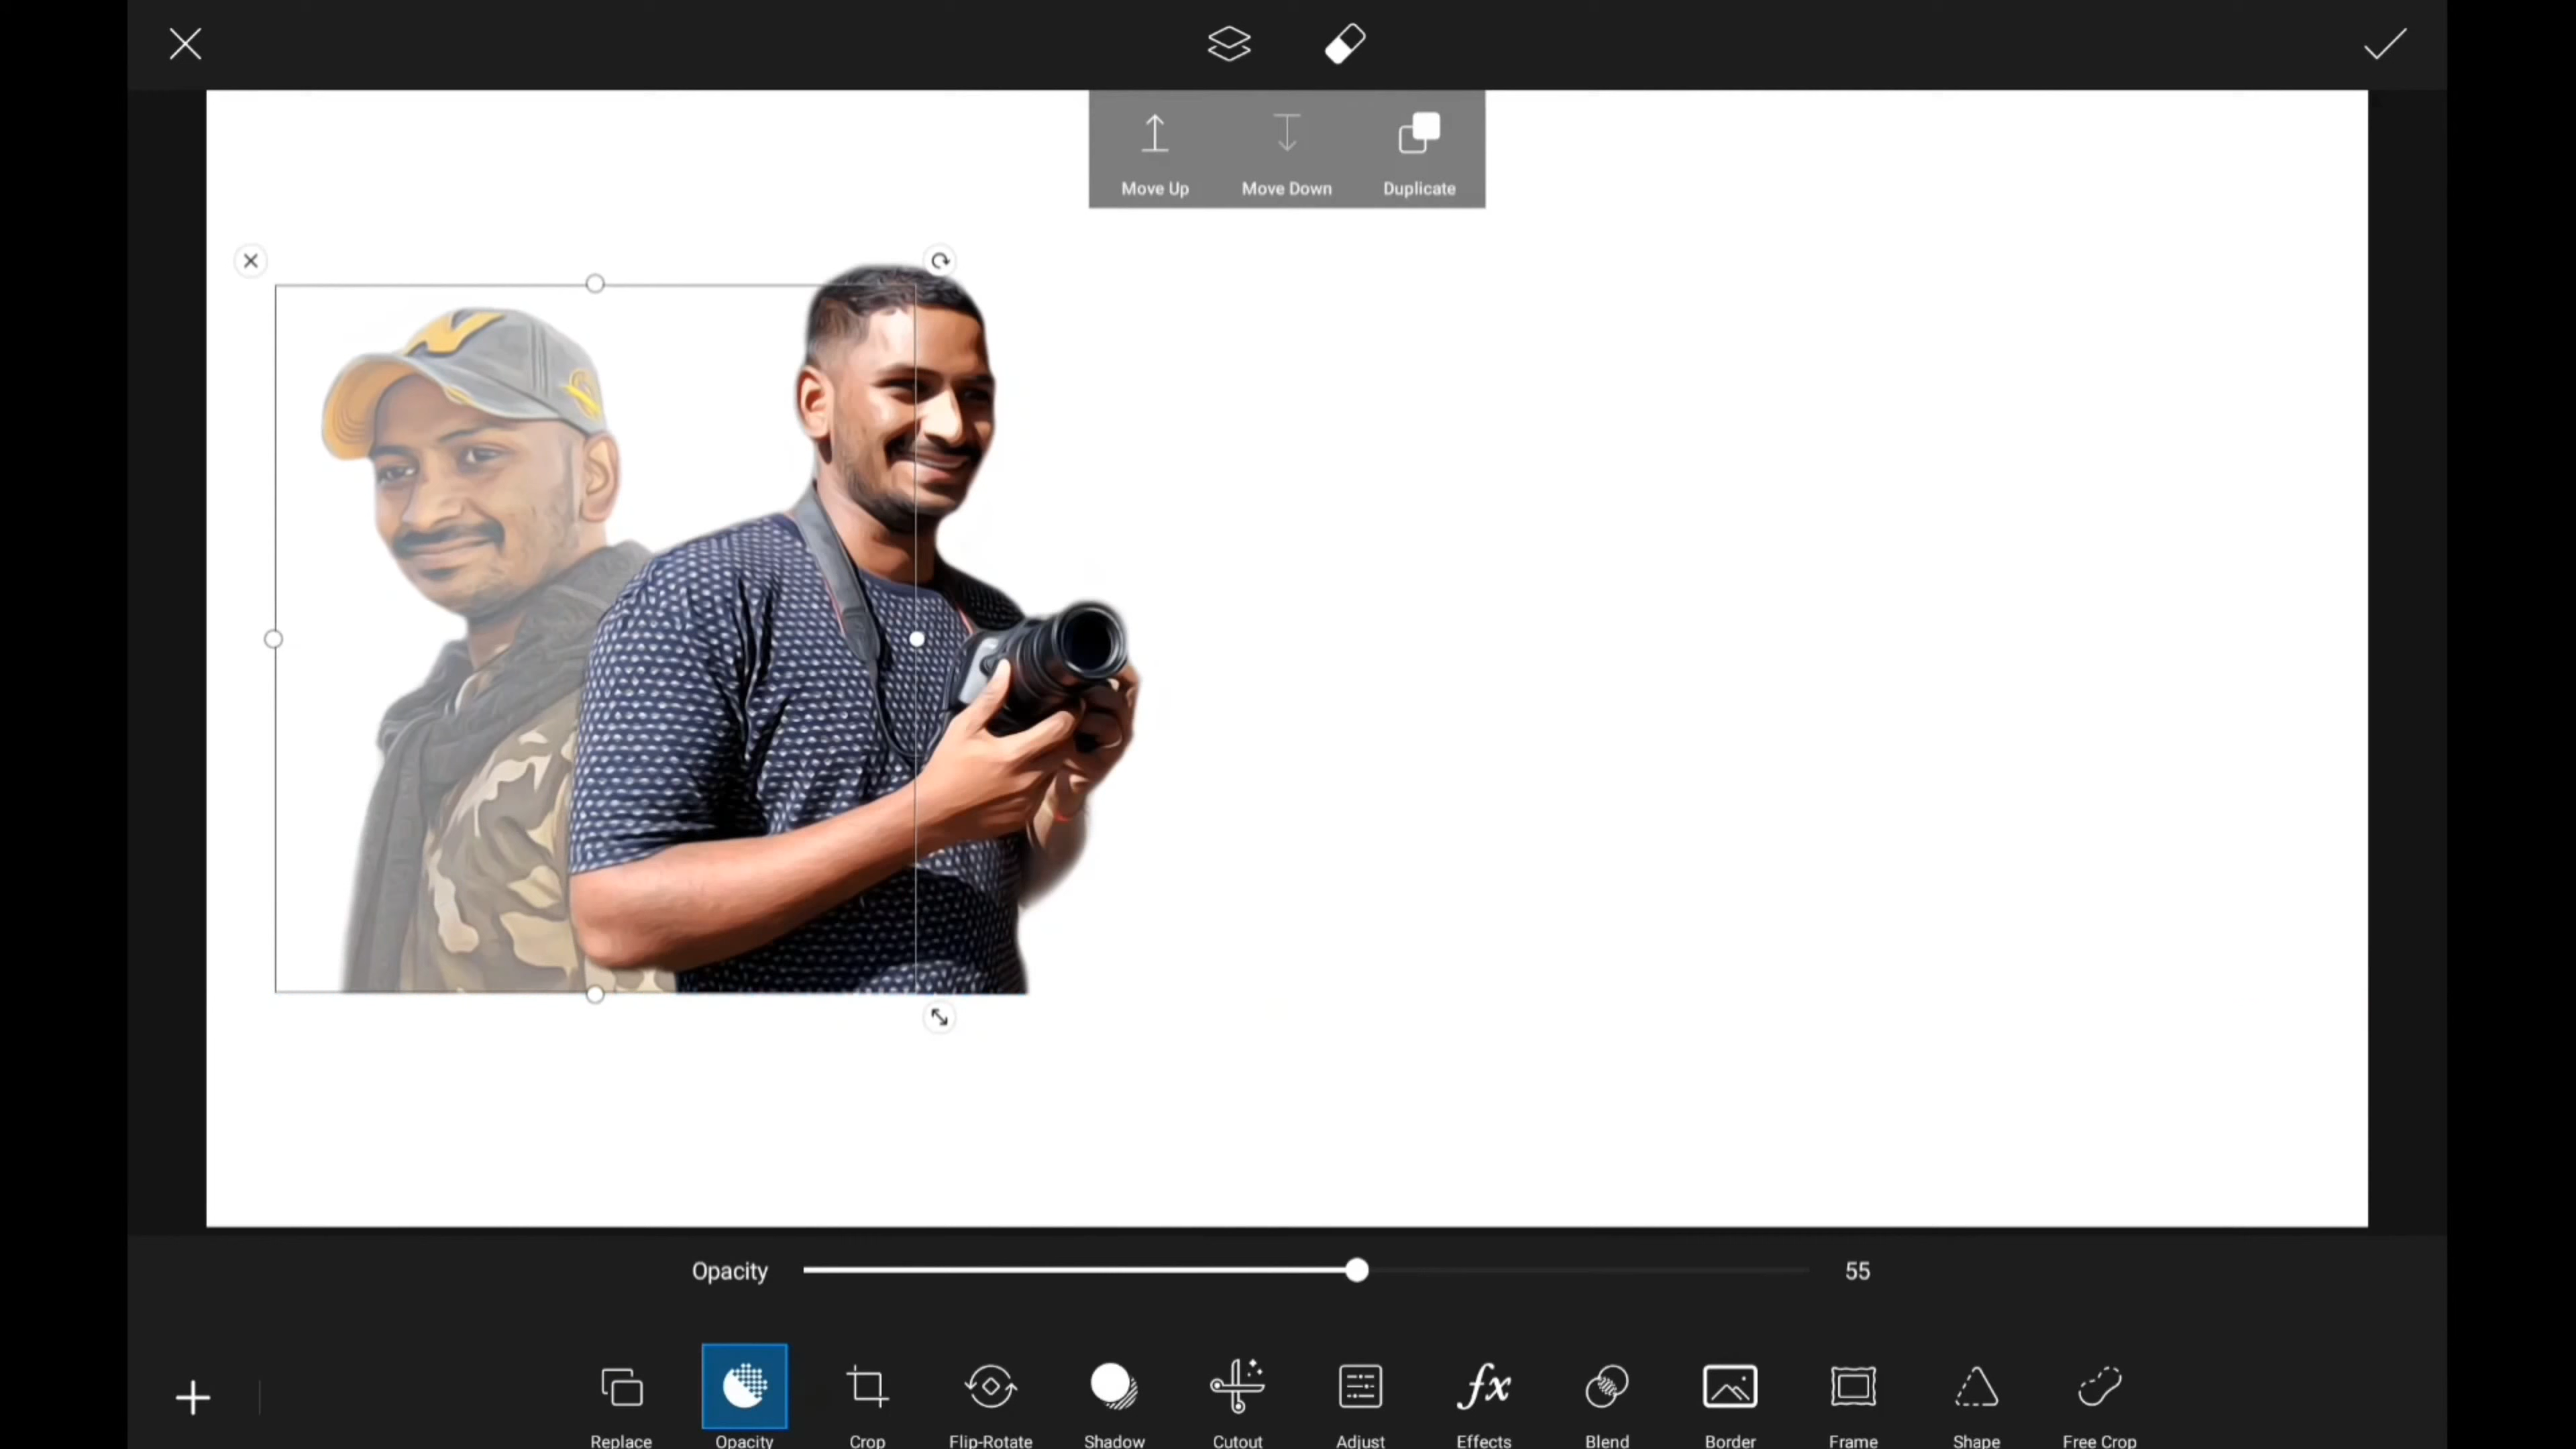 Move Up Move Down Duplicate
Opacity 55
Replace Opacity Crop Flip-Rotate Shadow Cutout Adjust Effects Blend Border Frame Shape Free Crop